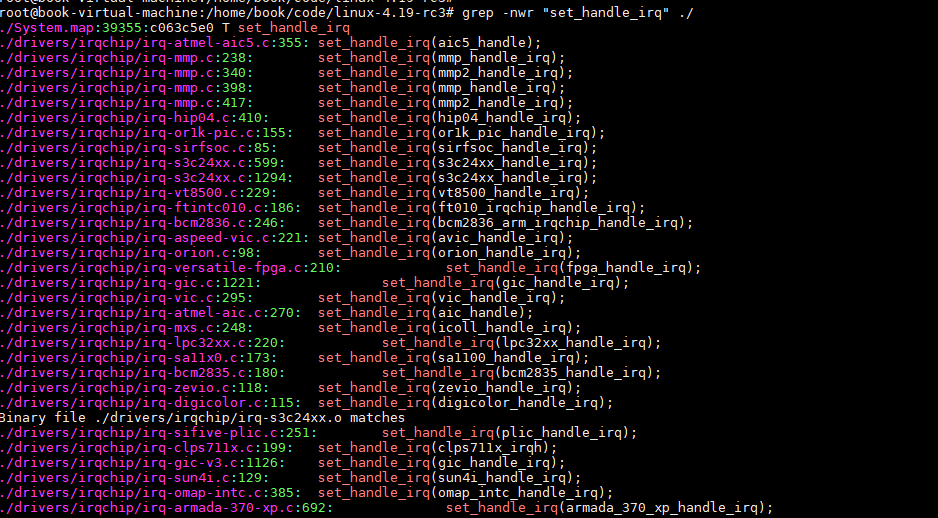 root@book-virtual-machine:/home/book/code/linux-4.19-rc3#
root@book-virtual-machine:/home/book/code/linux-4.19-rc3# grep -nwr "set_handle_irq" ./
./System.map:39355:c063c5e0 T set_handle_irq
./drivers/irqchip/irq-atmel-aic5.c:355: set_handle_irq(aic5_handle);
./drivers/irqchip/irq-mmp.c:238:        set_handle_irq(mmp_handle_irq);
./drivers/irqchip/irq-mmp.c:340:        set_handle_irq(mmp2_handle_irq);
./drivers/irqchip/irq-mmp.c:398:        set_handle_irq(mmp_handle_irq);
./drivers/irqchip/irq-mmp.c:417:        set_handle_irq(mmp2_handle_irq);
./drivers/irqchip/irq-hip04.c:410:      set_handle_irq(hip04_handle_irq);
./drivers/irqchip/irq-or1k-pic.c:155:   set_handle_irq(or1k_pic_handle_irq);
./drivers/irqchip/irq-sirfsoc.c:85:     set_handle_irq(sirfsoc_handle_irq);
./drivers/irqchip/irq-s3c24xx.c:599:    set_handle_irq(s3c24xx_handle_irq);
./drivers/irqchip/irq-s3c24xx.c:1294:   set_handle_irq(s3c24xx_handle_irq);
./drivers/irqchip/irq-vt8500.c:229:     set_handle_irq(vt8500_handle_irq);
./drivers/irqchip/irq-ftintc010.c:186:  set_handle_irq(ft010_irqchip_handle_irq);
./drivers/irqchip/irq-bcm2836.c:246:    set_handle_irq(bcm2836_arm_irqchip_handle_irq);
./drivers/irqchip/irq-aspeed-vic.c:221: set_handle_irq(avic_handle_irq);
./drivers/irqchip/irq-orion.c:98:       set_handle_irq(orion_handle_irq);
./drivers/irqchip/irq-versatile-fpga.c:210:             set_handle_irq(fpga_handle_irq);
./drivers/irqchip/irq-gic.c:1221:               set_handle_irq(gic_handle_irq);
./drivers/irqchip/irq-vic.c:295:        set_handle_irq(vic_handle_irq);
./drivers/irqchip/irq-atmel-aic.c:270:  set_handle_irq(aic_handle);
./drivers/irqchip/irq-mxs.c:248:        set_handle_irq(icoll_handle_irq);
./drivers/irqchip/irq-lpc32xx.c:220:            set_handle_irq(lpc32xx_handle_irq);
./drivers/irqchip/irq-sa11x0.c:173:     set_handle_irq(sa1100_handle_irq);
./drivers/irqchip/irq-bcm2835.c:180:            set_handle_irq(bcm2835_handle_irq);
./drivers/irqchip/irq-zevio.c:118:      set_handle_irq(zevio_handle_irq);
./drivers/irqchip/irq-digicolor.c:115:  set_handle_irq(digicolor_handle_irq);
Binary file ./drivers/irqchip/irq-s3c24xx.o matches
./drivers/irqchip/irq-sifive-plic.c:251:        set_handle_irq(plic_handle_irq);
./drivers/irqchip/irq-clps711x.c:199:   set_handle_irq(clps711x_irqh);
./drivers/irqchip/irq-gic-v3.c:1126:    set_handle_irq(gic_handle_irq);
./drivers/irqchip/irq-sun4i.c:129:      set_handle_irq(sun4i_handle_irq);
./drivers/irqchip/irq-omap-intc.c:385:  set_handle_irq(omap_intc_handle_irq);
./drivers/irqchip/irq-armada-370-xp.c:692:              set_handle_irq(armada_370_xp_handle_irq);